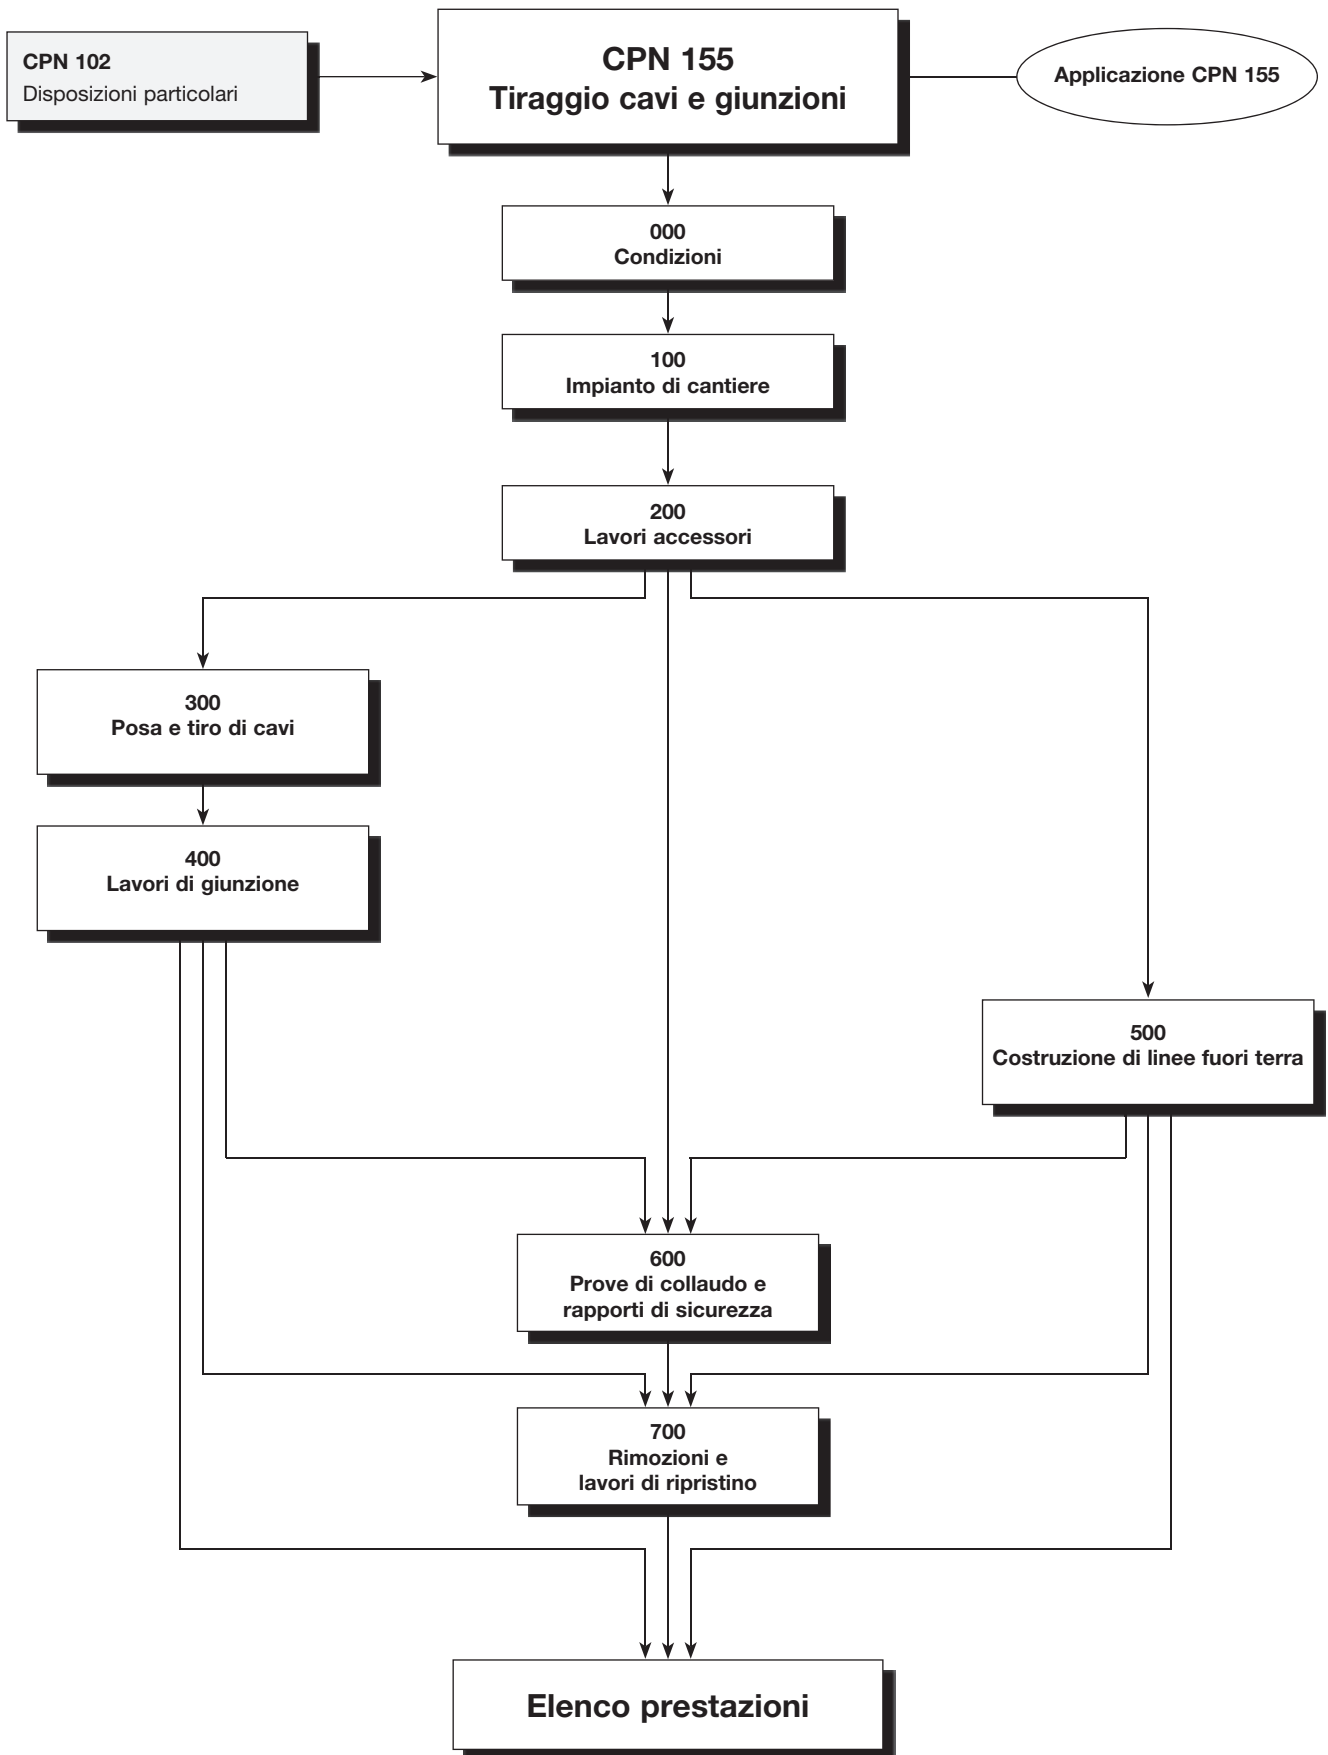 CPN 102
Disposizioni particolari
CPN 155
Tiraggio cavi e giunzioni
Applicazione CPN 155
000
Condizioni
100
Impianto di cantiere
200
Lavori accessori
300
Posa e tiro di cavi
400
Lavori di giunzione
500
Costruzione di linee fuori terra
600
Prove di collaudo e
rapporti di sicurezza
700
Rimozioni e
lavori di ripristino
Elenco prestazioni